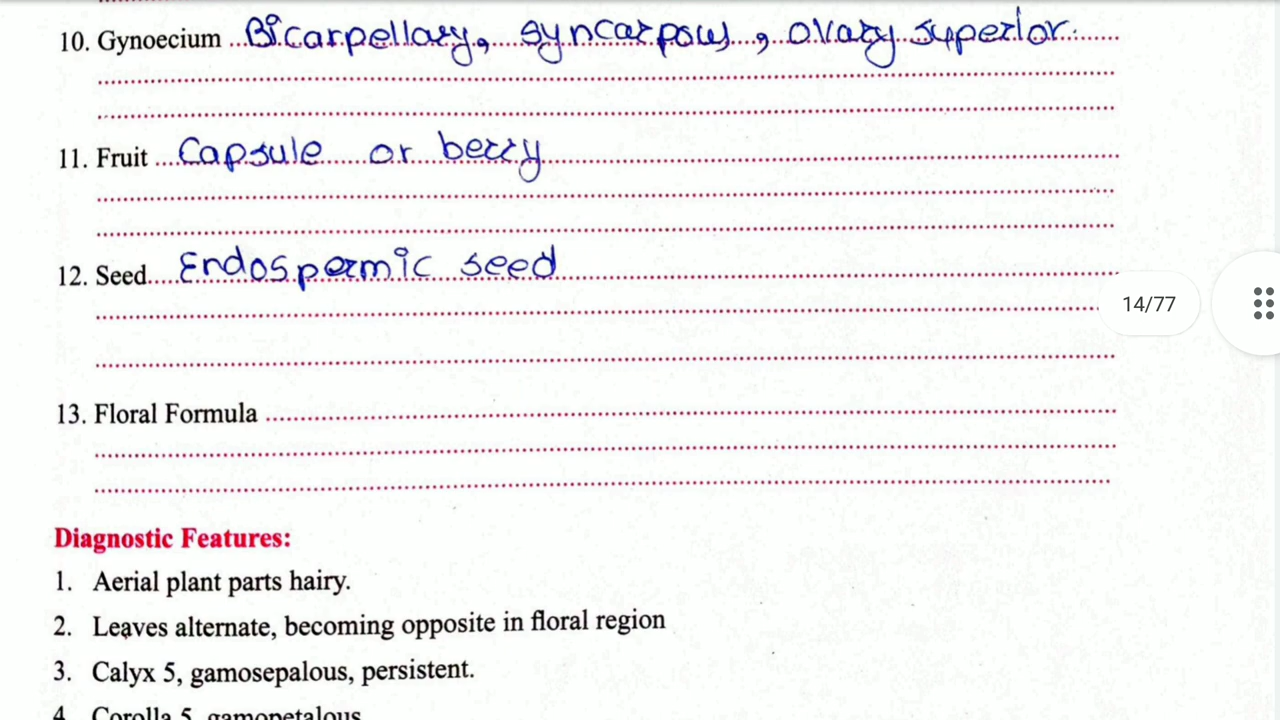 10. Gynoecium Bicarpellary, syncarpous, ovary superior.
11. Fruit Capsule or berry
12. Seed Endospermic seed
14/77
13. Floral Formula
Diagnostic Features:
1. Aerial plant parts hairy.
2. Leaves alternate, becoming opposite in floral region
3. Calyx 5, gamosepalous, persistent.
4. Corolla 5, gamopetalous